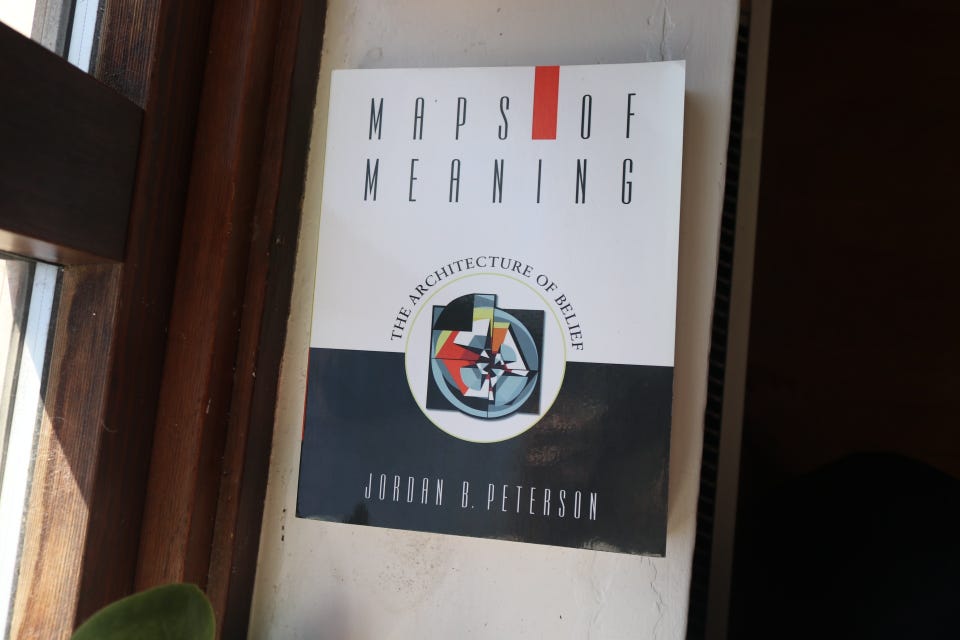 MAPS OF
MEANING
THE ARCHITECTURE OF BELIEF
JORDAN B. PETERSON